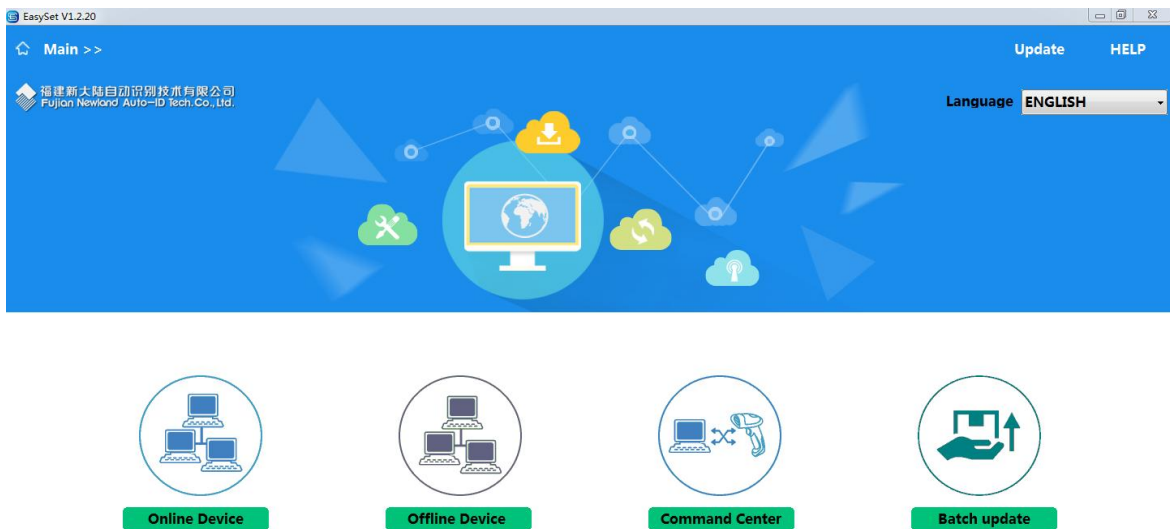 EasySet V1.2.20
Main >>
Update
HELP
福建新大陆自动识别技术有限公司
Fujian Newland Auto-ID Tech.Co.,Ltd.
Language
ENGLISH
Online Device
Offline Device
Command Center
Batch update